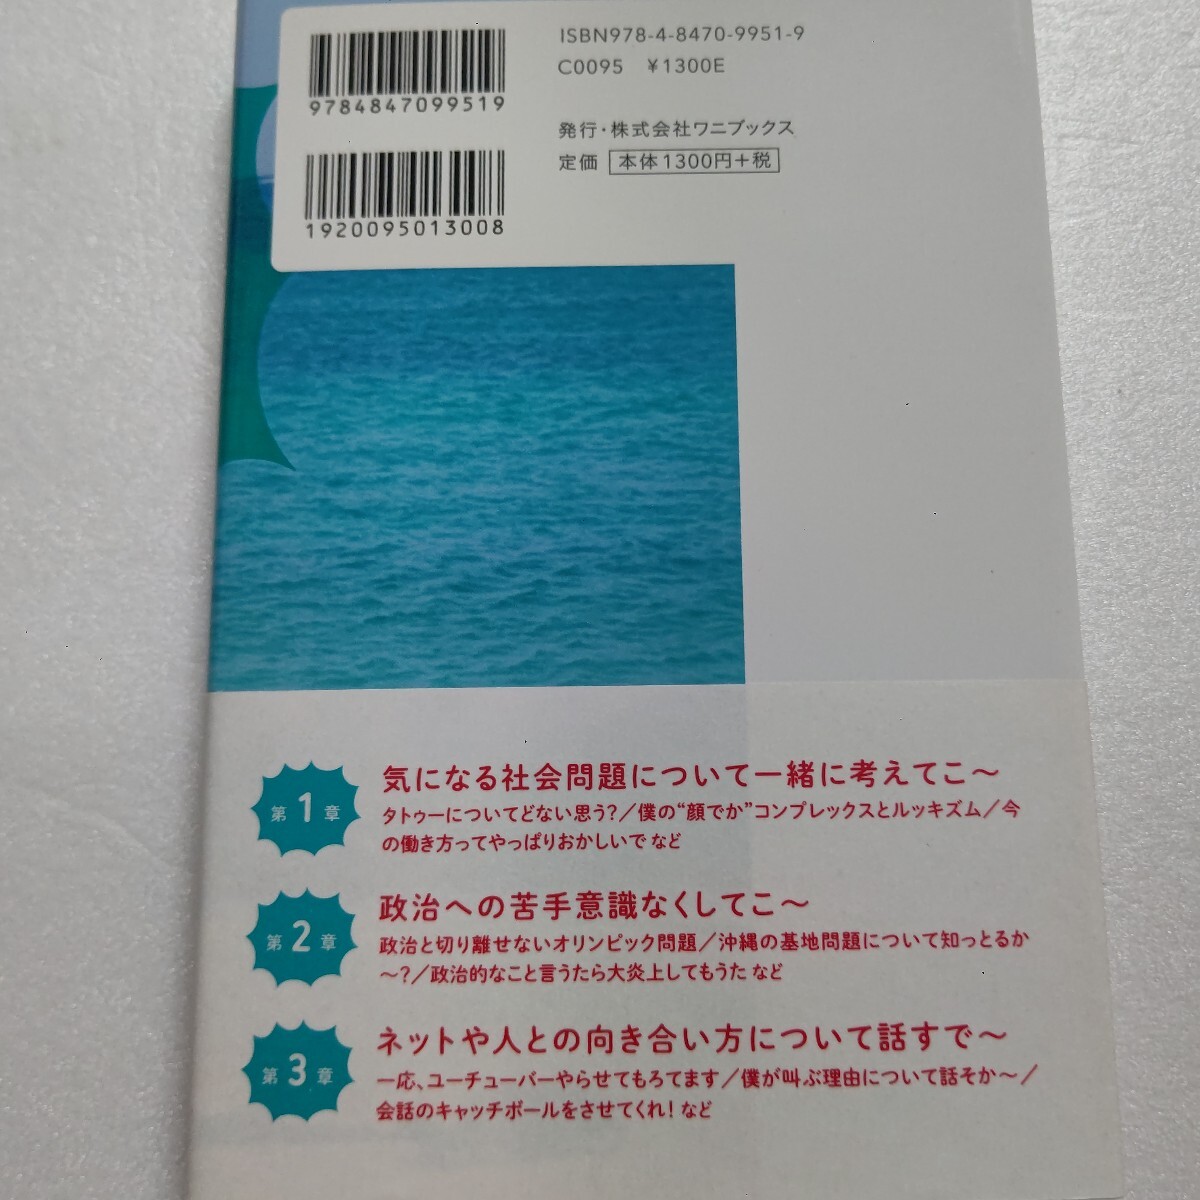 9784847099519
1920095013008
ISBN978-4-8470-9951-9
C0095 ¥1300E
発行・株式会社ワニブックス
定価 本体1300円+税
第1章
気になる社会問題について一緒に考えてこ〜
タトゥーについてどない思う?/僕の“顔でか”コンプレックスとルッキズム/今
の働き方ってやっぱりおかしいで など
第2章
政治への苦手意識なくしてこ〜
政治と切り離せないオリンピック問題/沖縄の基地問題について知っとるか
〜?/政治的なこと言うたら大炎上してもうた など
第3章
ネットや人との向き合い方について話すで〜
一応、ユーチューバーやらせてもろてます/僕が叫ぶ理由について話そか〜/
会話のキャッチボールをさせてくれ! など